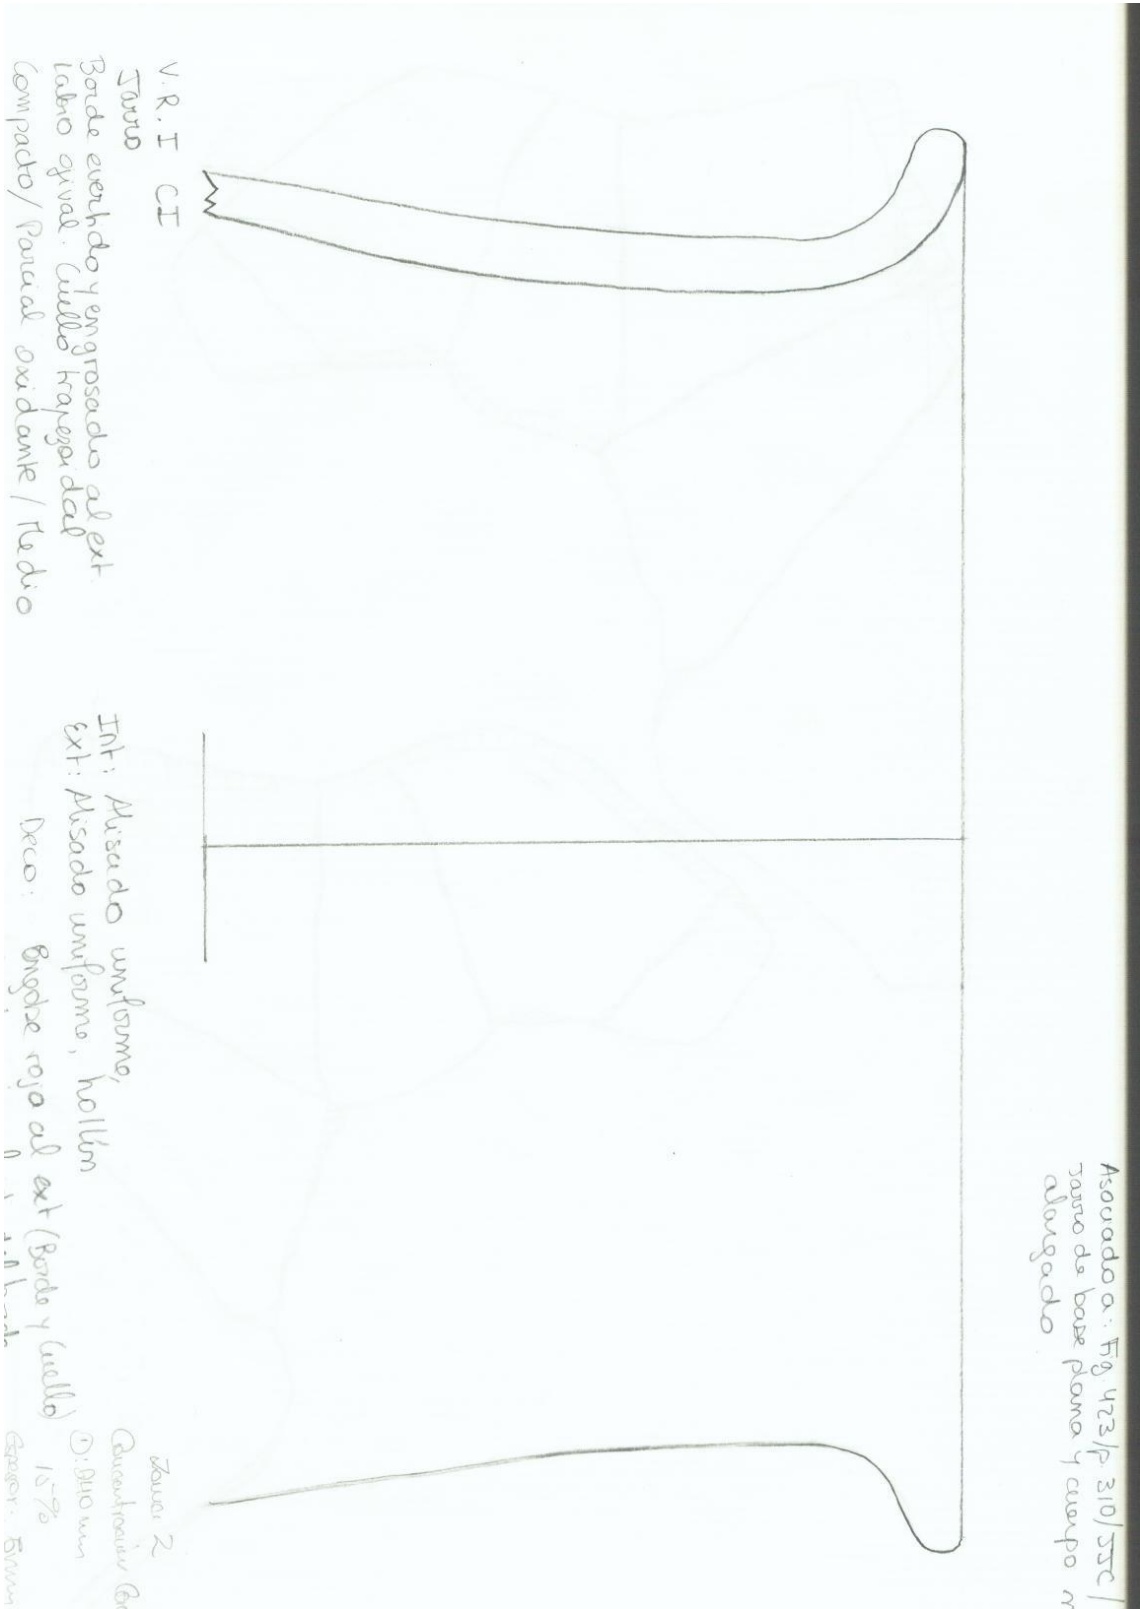 Asociado a: Fig 423/p. 310/JJC/
Jarro de base plana y cuerpo
alargado
V.R.I CI
Jarro
Borde evertido y engrosado al ext.
Labio ojival. Cuello trapezoidal
Compacto/Parcial oxidante/Medio
Int: Alisado uniforme,
Ext: Alisado uniforme, hollín
Deco: Engobe rojo al ext (Borde y Cuello)
2
Concentración
240 mm
15%